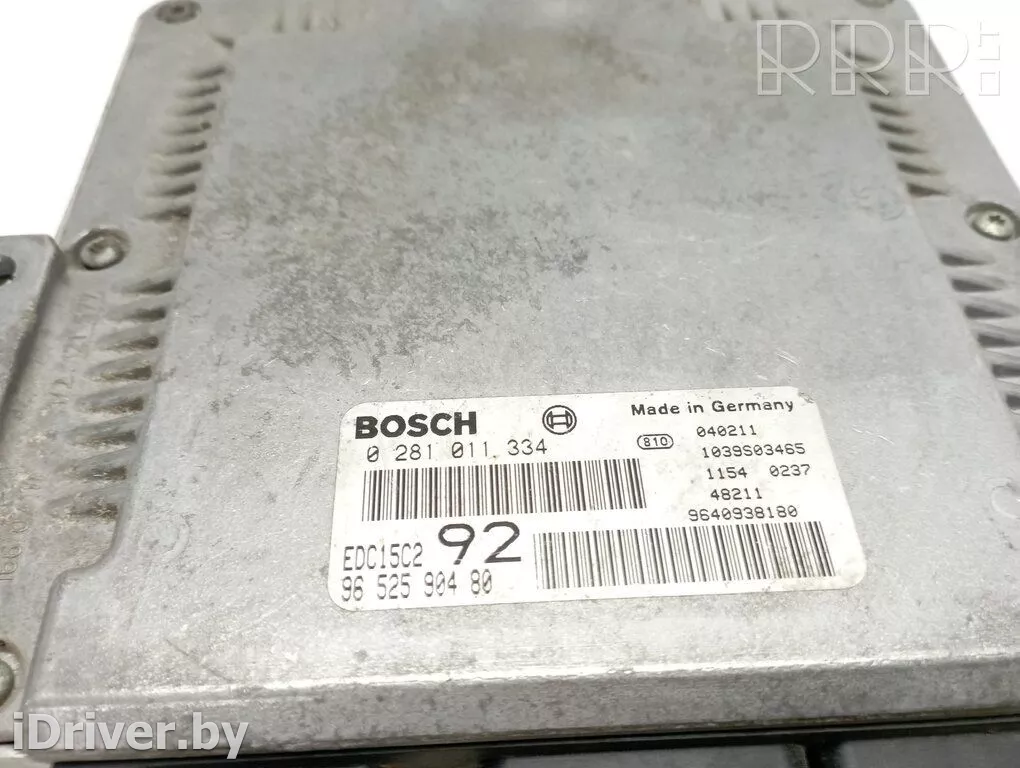 RRR
BOSCH
0 281 011 334
EDC15C2 92
96 525 904 80
Made in Germany
810 040211
1039S03465
1154 0237
48211
9640938180
iDriver.by